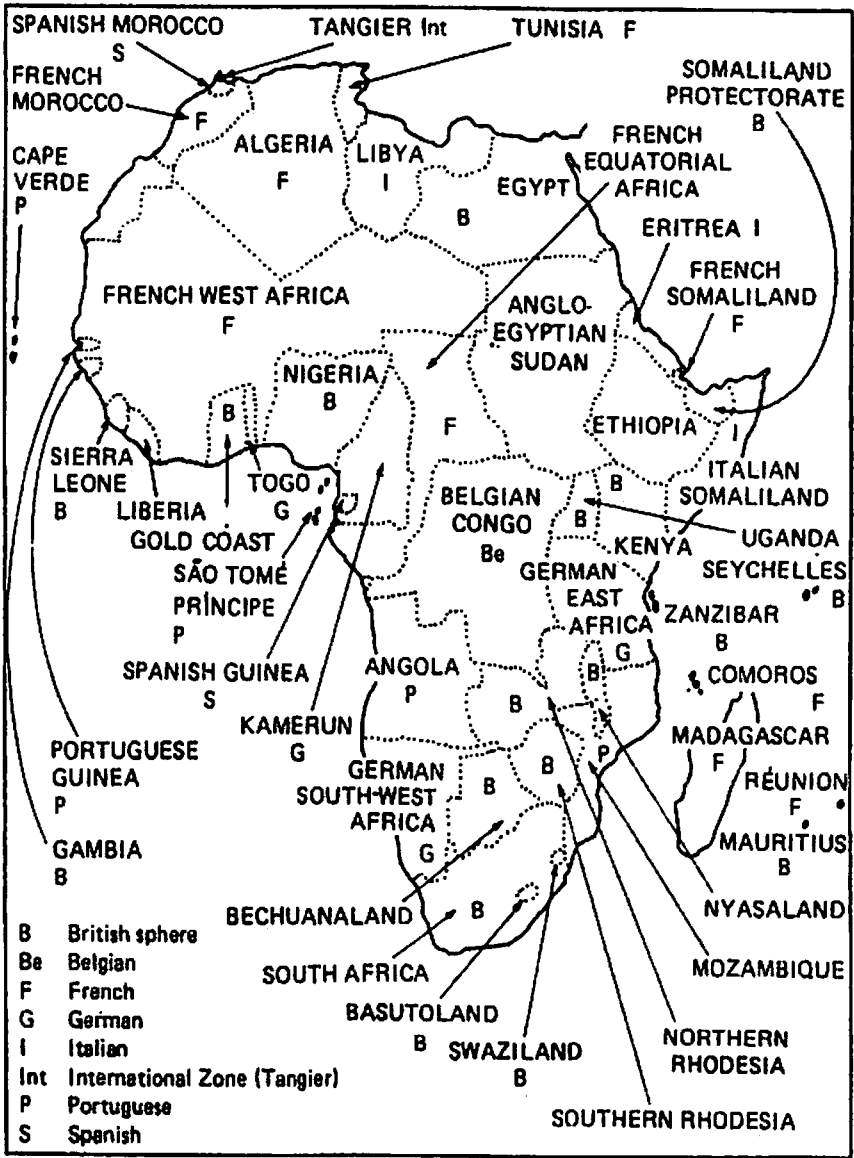 SPANISH MOROCCO
S
TANGIER Int
TUNISIA F
FRENCH
MOROCCO
F
SOMALILAND
PROTECTORATE
B
CAPE
VERDE
P
ALGERIA
F
LIBYA
I
EGYPT
B
FRENCH
EQUATORIAL
AFRICA
ERITREA I
FRENCH
SOMALILAND
F
FRENCH WEST AFRICA
F
ANGLO-
EGYPTIAN
SUDAN
NIGERIA
B
B
F
ETHIOPIA
I
SIERRA
LEONE
B
LIBERIA
TOGO
G
GOLD COAST
BELGIAN
CONGO
Be
B
B
ITALIAN
SOMALILAND
UGANDA
KENYA
SEYCHELLES
B
SÃO TOMÉ
PRÍNCIPE
P
GERMAN
EAST
AFRICA
G
ZANZIBAR
B
SPANISH GUINEA
S
ANGOLA
P
B
B
COMOROS
F
KAMERUN
G
MADAGASCAR
F
PORTUGUESE
GUINEA
P
GERMAN
SOUTH-WEST
AFRICA
G
B
B
P
RÉUNION
F
MAURITIUS
B
GAMBIA
B
BECHUANALAND
B
NYASALAND
SOUTH AFRICA
MOZAMBIQUE
BASUTOLAND
B
SWAZILAND
B
NORTHERN
RHODESIA
SOUTHERN RHODESIA
B British sphere
Be Belgian
F French
G German
I Italian
Int International Zone (Tangier)
P Portuguese
S Spanish